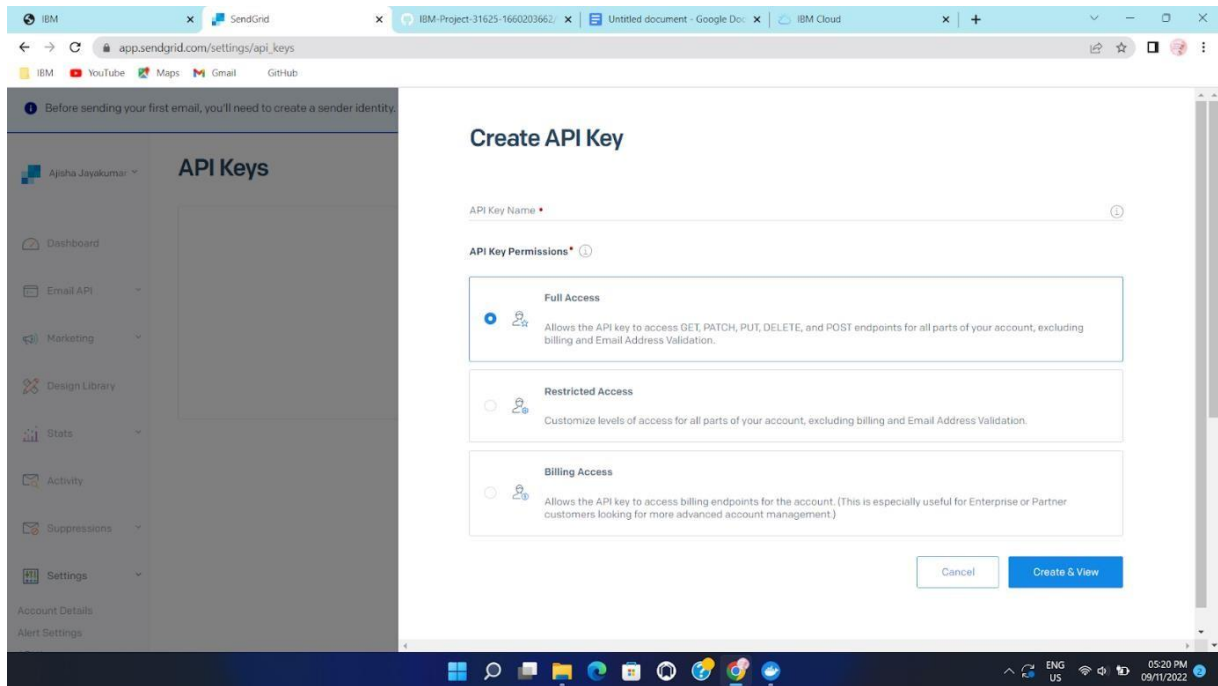 IBM
SendGrid
IBM-Project-31625-1660203662/
Untitled document - Google Doc
IBM Cloud
app.sendgrid.com/settings/api_keys
IBM
YouTube
Maps
Gmail
GitHub
Before sending your first email, you'll need to create a sender identity.
Create API Key
Ajisha Jayakumar
API Keys
API Key Name
API Key Permissions
Dashboard
Email API
Marketing
Design Library
Stats
Activity
Suppressions
Settings
Account Details
Alert Settings
Full Access
Allows the API key to access GET, PATCH, PUT, DELETE, and POST endpoints for all parts of your account, excluding
billing and Email Address Validation.
Restricted Access
Customize levels of access for all parts of your account, excluding billing and Email Address Validation.
Billing Access
Allows the API key to access billing endpoints for the account. (This is especially useful for Enterprise or Partner
customers looking for more advanced account management.)
Cancel
Create & View
ENG
US
05:20 PM
09/11/2022
2